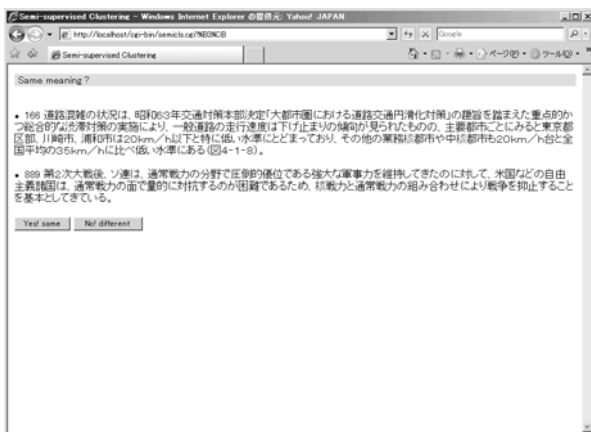 Semi-supervised Clustering - Windows Internet Explorer の提供元: Yahoo! JAPAN
http://localhost/cgi-bin/semicls.cgi?%B3%C8
Google
Semi-supervised Clustering
ページ(P) ツール(O)
Same meaning ?
• 166 道路混雑の状況は、昭和63年交通対策本部決定「大都市圏における道路交通円滑化対策」の趣旨を踏まえた重点的か
つ総合的な渋滞対策の実施により、一般道路の走行速度は下げ止まりの傾向が見られたものの、主要都市ごとにみると東京都
区部、川崎市、浦和市は20km/h以下と特に低い水準にとどまっており、その他の業務核都市や中核都市も20km/h台と全
国平均の35km/hに比べ低い水準にある(図4-1-8)。
• 889 第2次大戦後、ソ連は、通常戦力の分野で圧倒的優位である強大な軍事力を維持してきたのに対して、米国などの自由
主義諸国は、通常戦力の面で量的に対抗するのが困難であるため、核戦力と通常戦力の組み合わせにより戦争を抑止すること
を基本としてきている。
Yes! same No! different